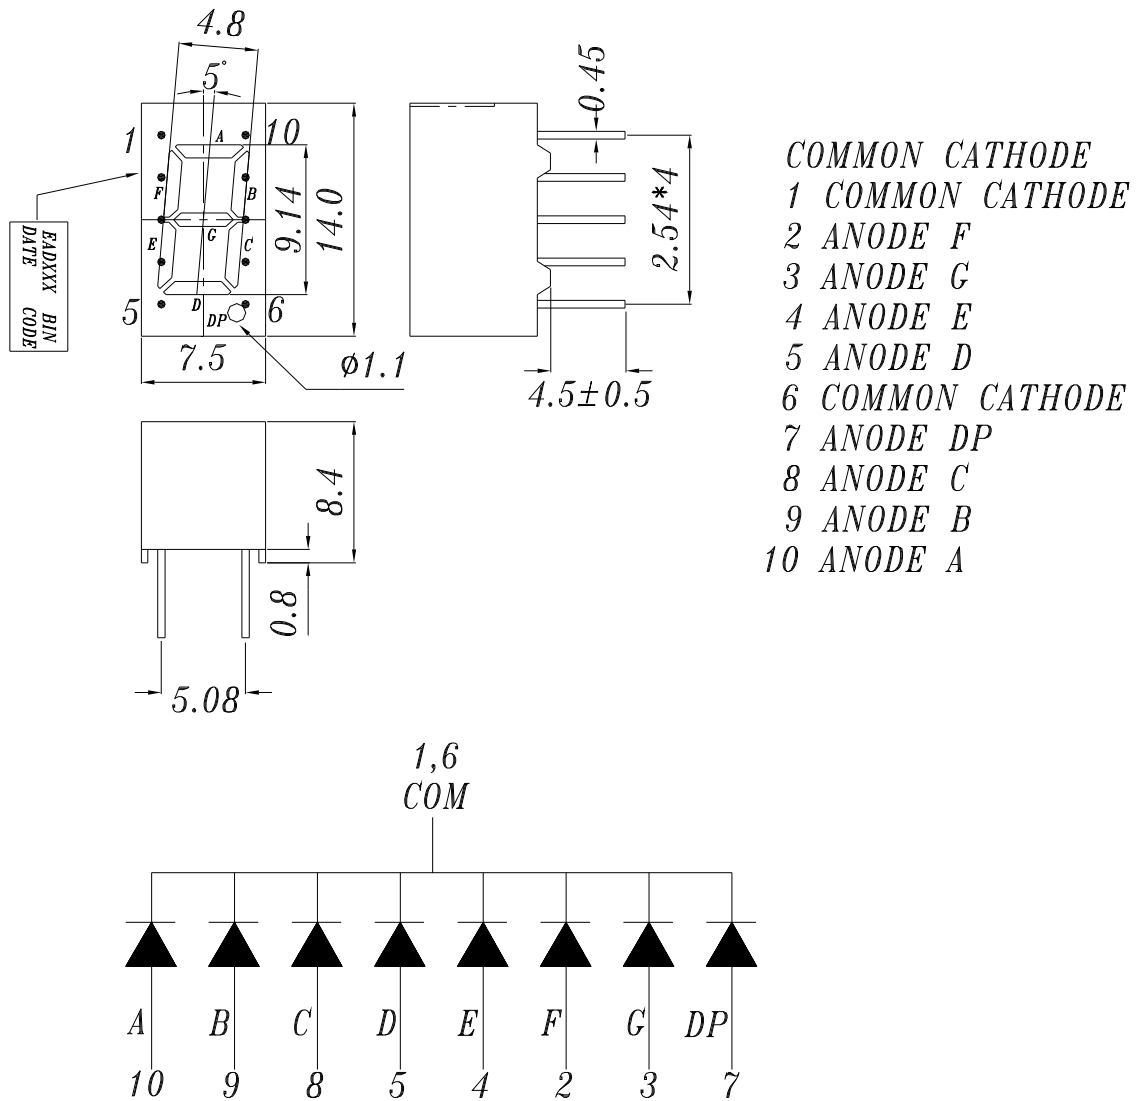 4.8
5°
1
10
A
F
B
G
E
C
D
5
6
DP
9.14
14.0
7.5
ø1.1
EADXXX BIN
DATE CODE
0.45
2.54*4
4.5±0.5
8.4
0.8
5.08
COMMON CATHODE
1 COMMON CATHODE
2 ANODE F
3 ANODE G
4 ANODE E
5 ANODE D
6 COMMON CATHODE
7 ANODE DP
8 ANODE C
9 ANODE B
10 ANODE A
1,6
COM
A B C D E F G DP
10 9 8 5 4 2 3 7